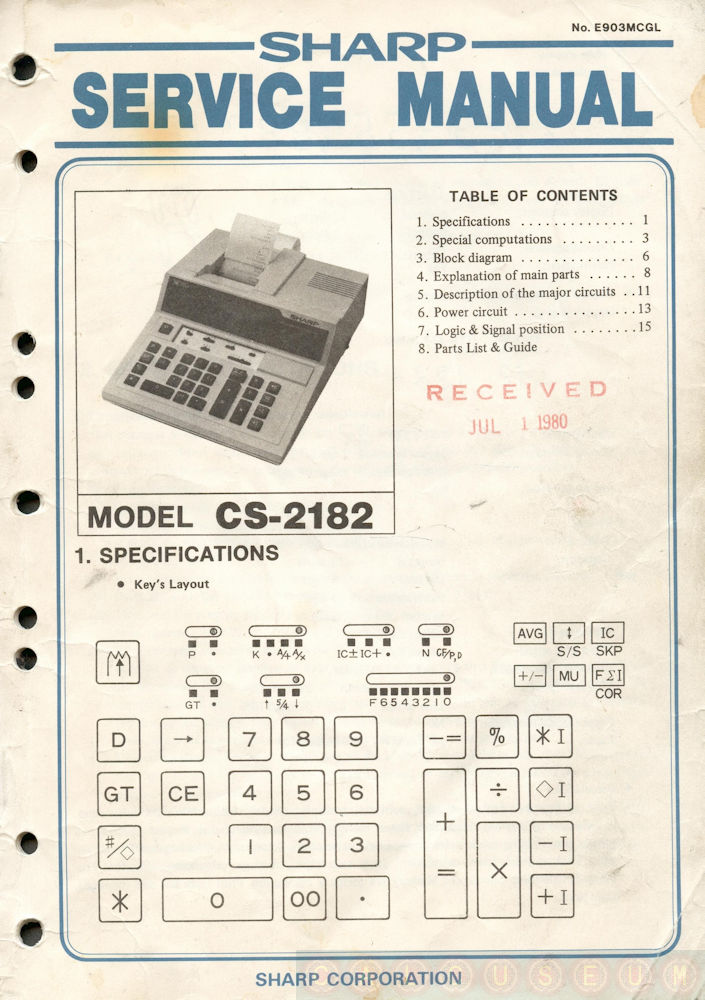 No. E903MCGL
SHARP
SERVICE MANUAL
TABLE OF CONTENTS
1. Specifications . . . . . . . . . . . . . . 1
2. Special computations . . . . . . . . . 3
3. Block diagram . . . . . . . . . . . . . . 6
4. Explanation of main parts . . . . . . 8
5. Description of the major circuits . . 11
6. Power circuit . . . . . . . . . . . . . . . 13
7. Logic & Signal position . . . . . . . . 15
8. Parts List & Guide
SHARP
RECEIVED
JUL 1 1980
MODEL CS-2182
1. SPECIFICATIONS
• Key's Layout
P •
K • A/4 A/x
IC± IC+ •
N CF/P,D
AVG ↕ IC
S/S SKP
GT •
↑ 5/4 ↓
F 6 5 4 3 2 1 0
+/− MU FΣI
COR
D → 7 8 9 −= % ∗I
GT CE 4 5 6 + = ÷ ◇I
#/◇ 1 2 3 × −I
∗ 0 00 • +I
SHARP CORPORATION